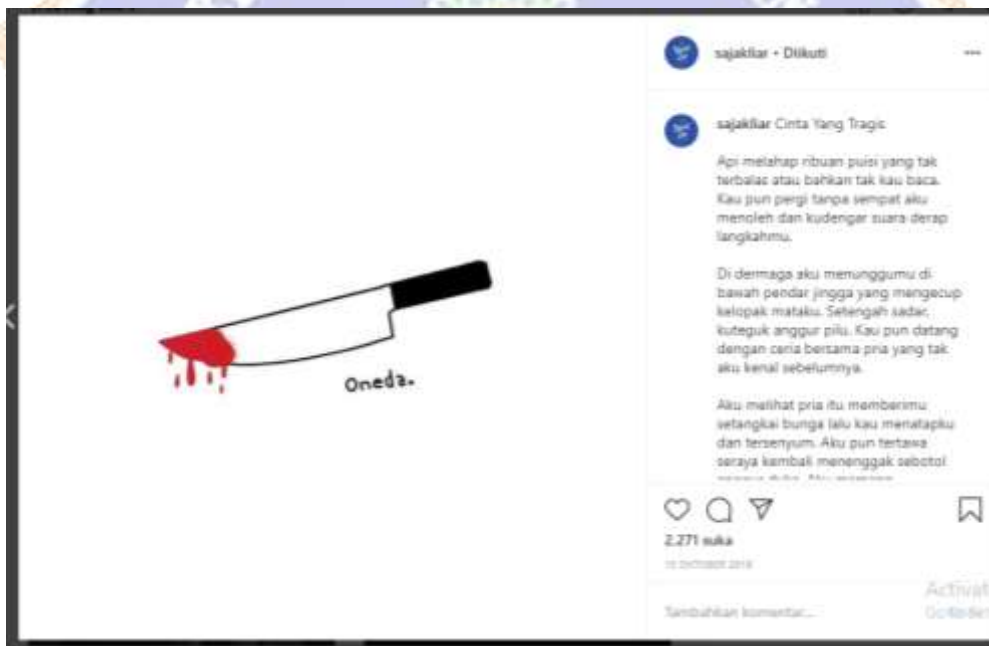 sajakliar • Diikuti
sajakliar Cinta Yang Tragis
Api melahap ribuan puisi yang tak
terbalas atau bahkan tak kau baca.
Kau pun pergi tanpa sempat aku
menoleh dan kudengar suara derap
langkahmu.
Di dermaga aku menunggumu di
bawah pendar jingga yang mengecup
kelopak mataku. Setengah sadar,
kuteguk anggur pilu. Kau pun datang
dengan ceria bersama pria yang tak
aku kenal sebelumnya.
Aku melihat pria itu memberimu
setangkai bunga lalu kau menatapku
dan tersenyum. Aku pun tertawa
seraya kembali menenggak sebotol
Oneda.
2.271 suka
OKTOBER
Tambahkan komentar...
Activat